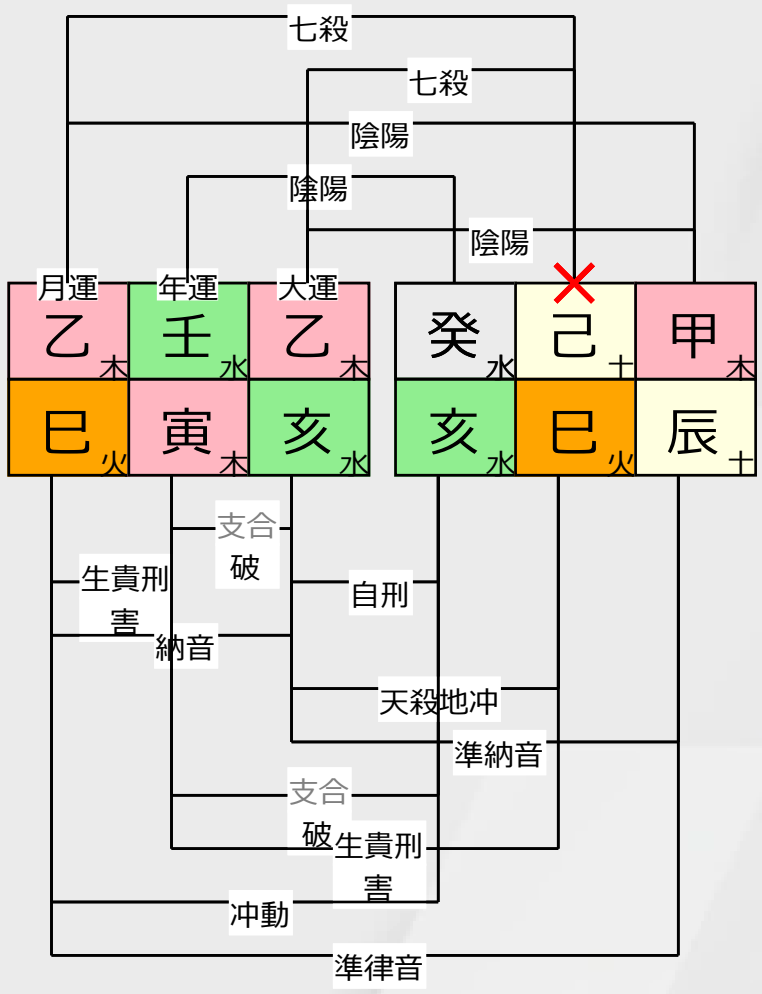 七殺
七殺
陰陽
陰陽
陰陽
月運 年運 大運
乙木 壬水 乙木 癸水 己土 甲木
巳火 寅木 亥水 亥水 巳火 辰土
支合
破
生貴刑
害
自刑
納音
天殺地冲
準納音
支合
破
生貴刑
害
冲動
準律音